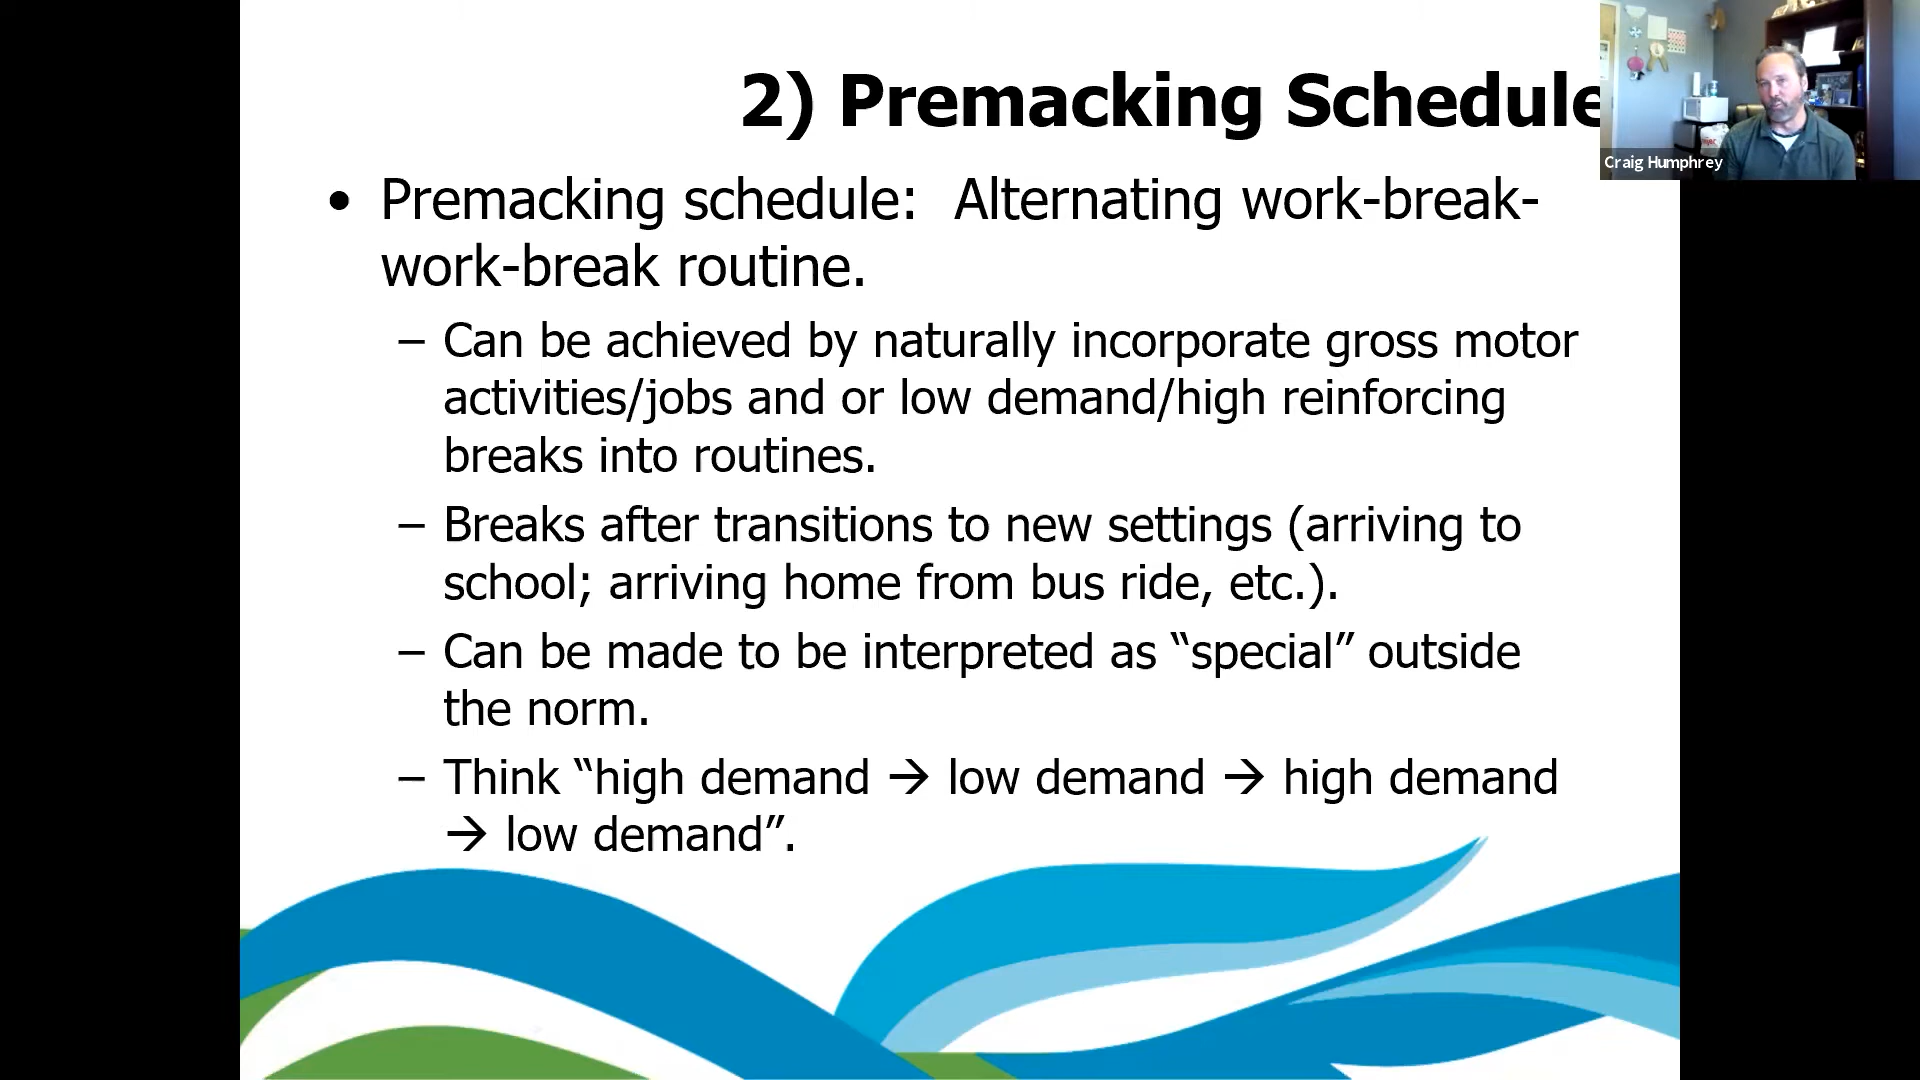 2) Premacking Schedule
Craig Humphrey
• Premacking schedule:  Alternating work-break-
work-break routine.
– Can be achieved by naturally incorporate gross motor
activities/jobs and or low demand/high reinforcing
breaks into routines.
– Breaks after transitions to new settings (arriving to
school; arriving home from bus ride, etc.).
– Can be made to be interpreted as “special” outside
the norm.
– Think “high demand → low demand → high demand
→ low demand”.